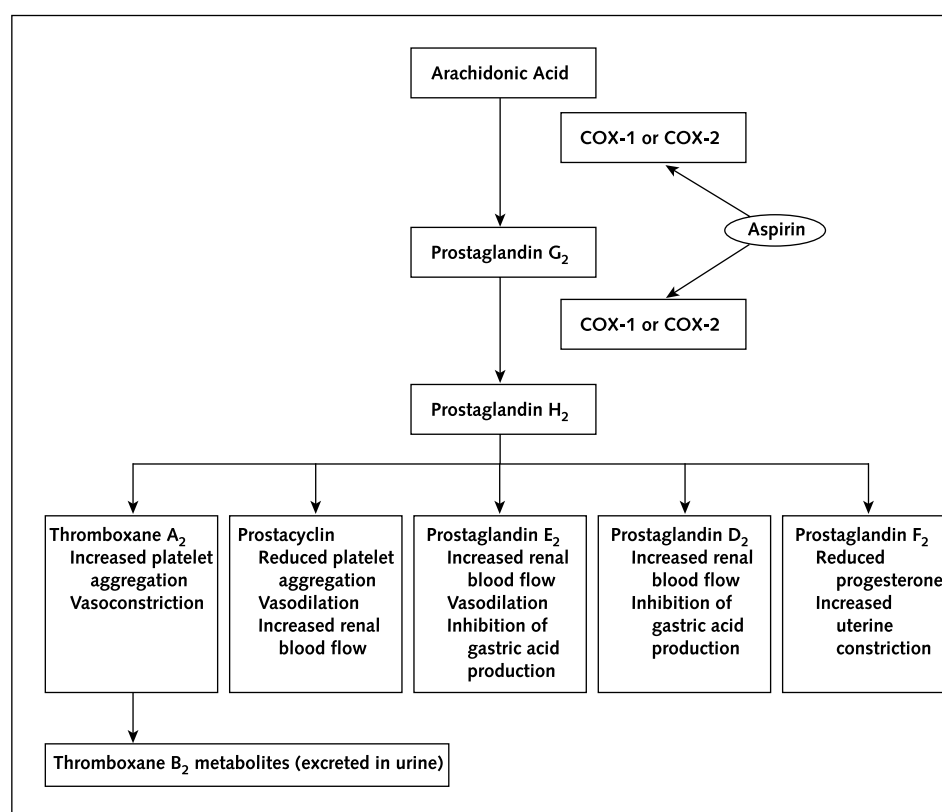 Arachidonic Acid
COX-1 or COX-2
Aspirin
Prostaglandin G₂
COX-1 or COX-2
Prostaglandin H₂
Thromboxane A₂
Increased platelet
aggregation
Vasoconstriction
Prostacyclin
Reduced platelet
aggregation
Vasodilation
Increased renal
blood flow
Prostaglandin E₂
Increased renal
blood flow
Vasodilation
Inhibition of
gastric acid
production
Prostaglandin D₂
Increased renal
blood flow
Inhibition of
gastric acid
production
Prostaglandin F₂
Reduced
progesterone
Increased
uterine
constriction
Thromboxane B₂ metabolites (excreted in urine)